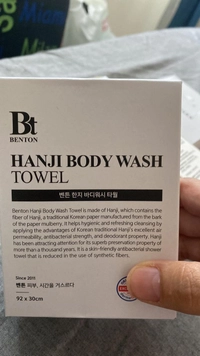 Miami
Bt
BENTON
HANJI BODY WASH
TOWEL
벤튼 한지 바디워시 타월
Benton Hanji Body Wash Towel is made of Hanji, which contains the
fiber of Hanji, a traditional Korean paper manufactured from the bark
of the paper mulberry. It helps hygienic and refreshing cleansing by
applying the advantages of Korean traditional Hanji's excellent air
permeability, antibacterial strength, and deodorant property. Hanji
has been attracting attention for its superb preservation property of
more than a thousand years. It is a skin-friendly antibacterial shower
towel that is reduced in the use of synthetic fibers.
Since 2011
벤튼 피부, 시간을 거스르다
92 x 30cm